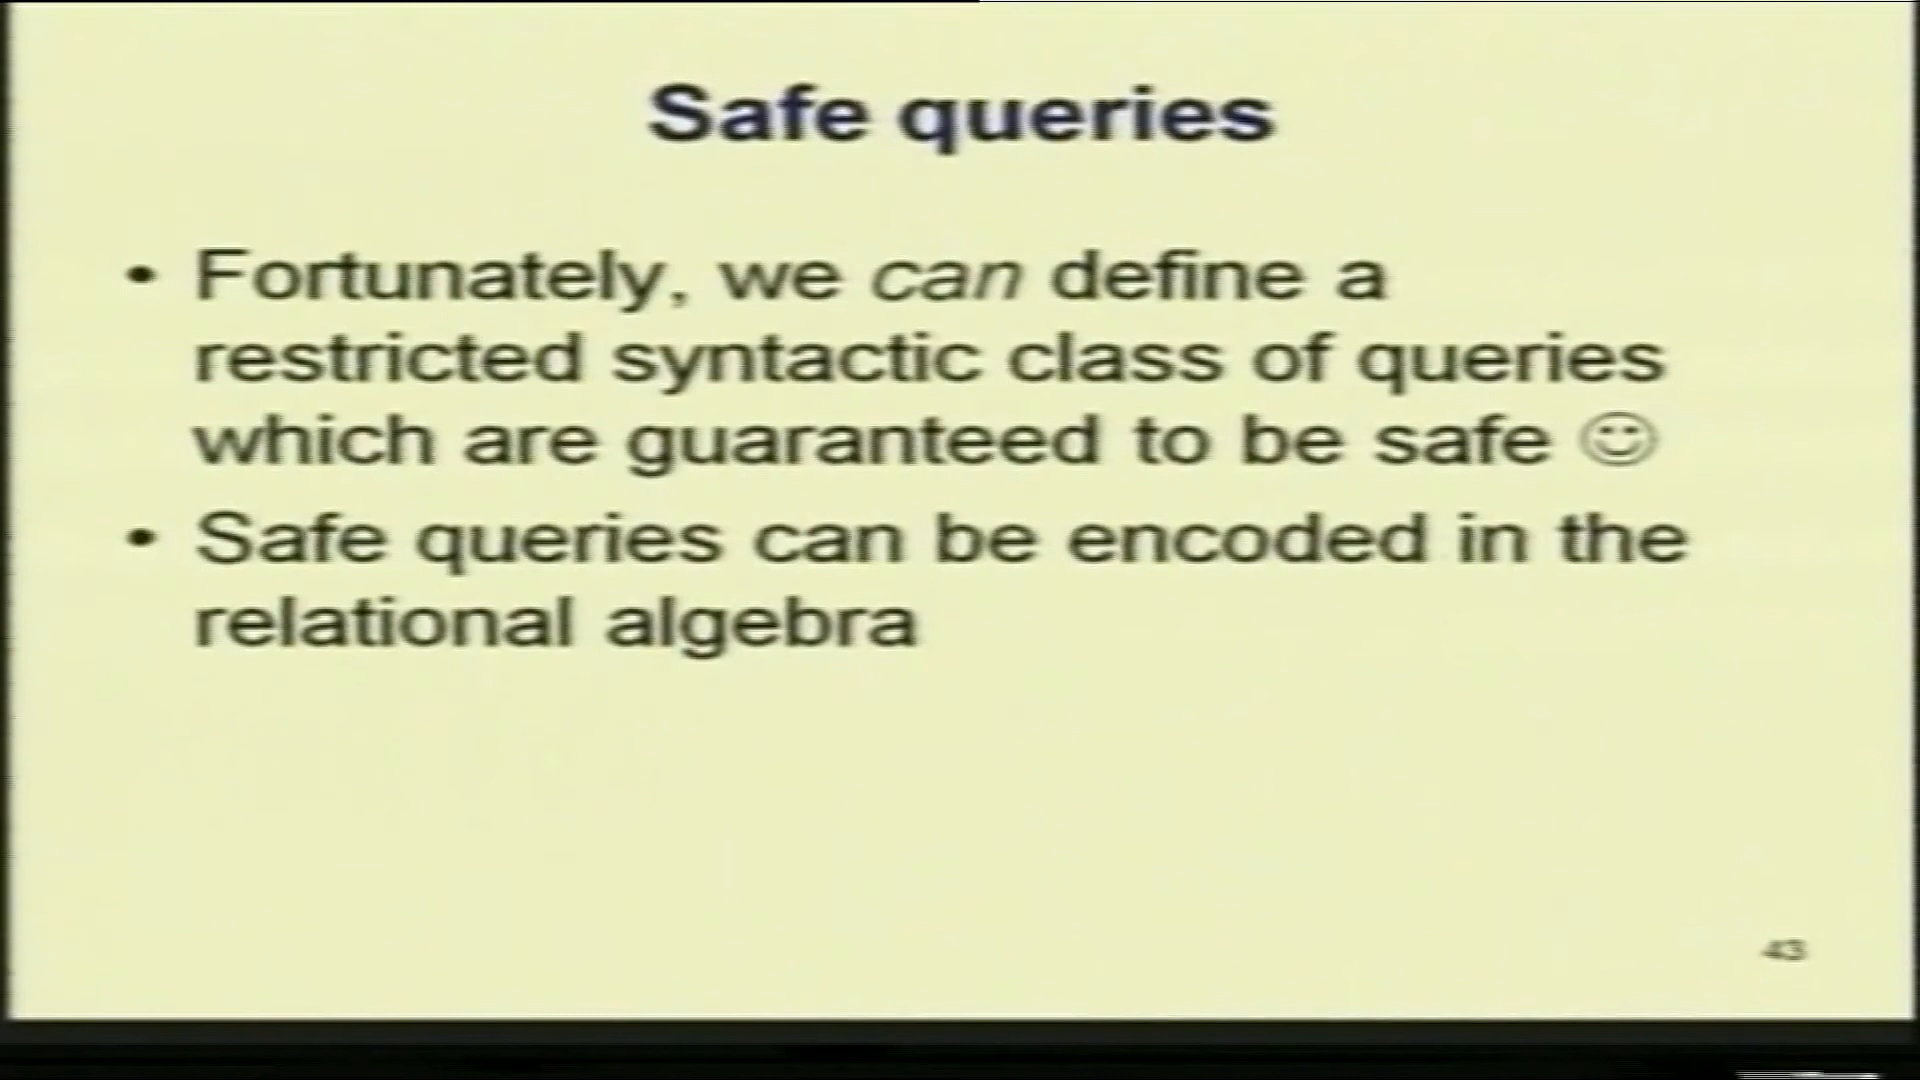 Safe queries
• Fortunately, we can define a
restricted syntactic class of queries
which are guaranteed to be safe ☺
• Safe queries can be encoded in the
relational algebra
43